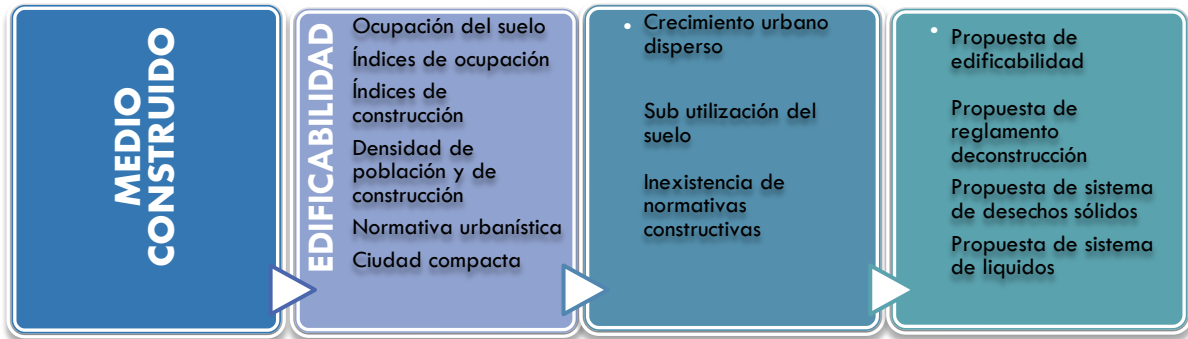 MEDIO
CONSTRUIDO
EDIFICABILIDAD
Ocupación del suelo
Índices de ocupación
Índices de
construcción
Densidad de
población y de
construcción
Normativa urbanística
Ciudad compacta
• Crecimiento urbano
disperso
Sub utilización del
suelo
Inexistencia de
normativas
constructivas
• Propuesta de
edificabilidad
Propuesta de
reglamento
deconstrucción
Propuesta de sistema
de desechos sólidos
Propuesta de sistema
de liquidos